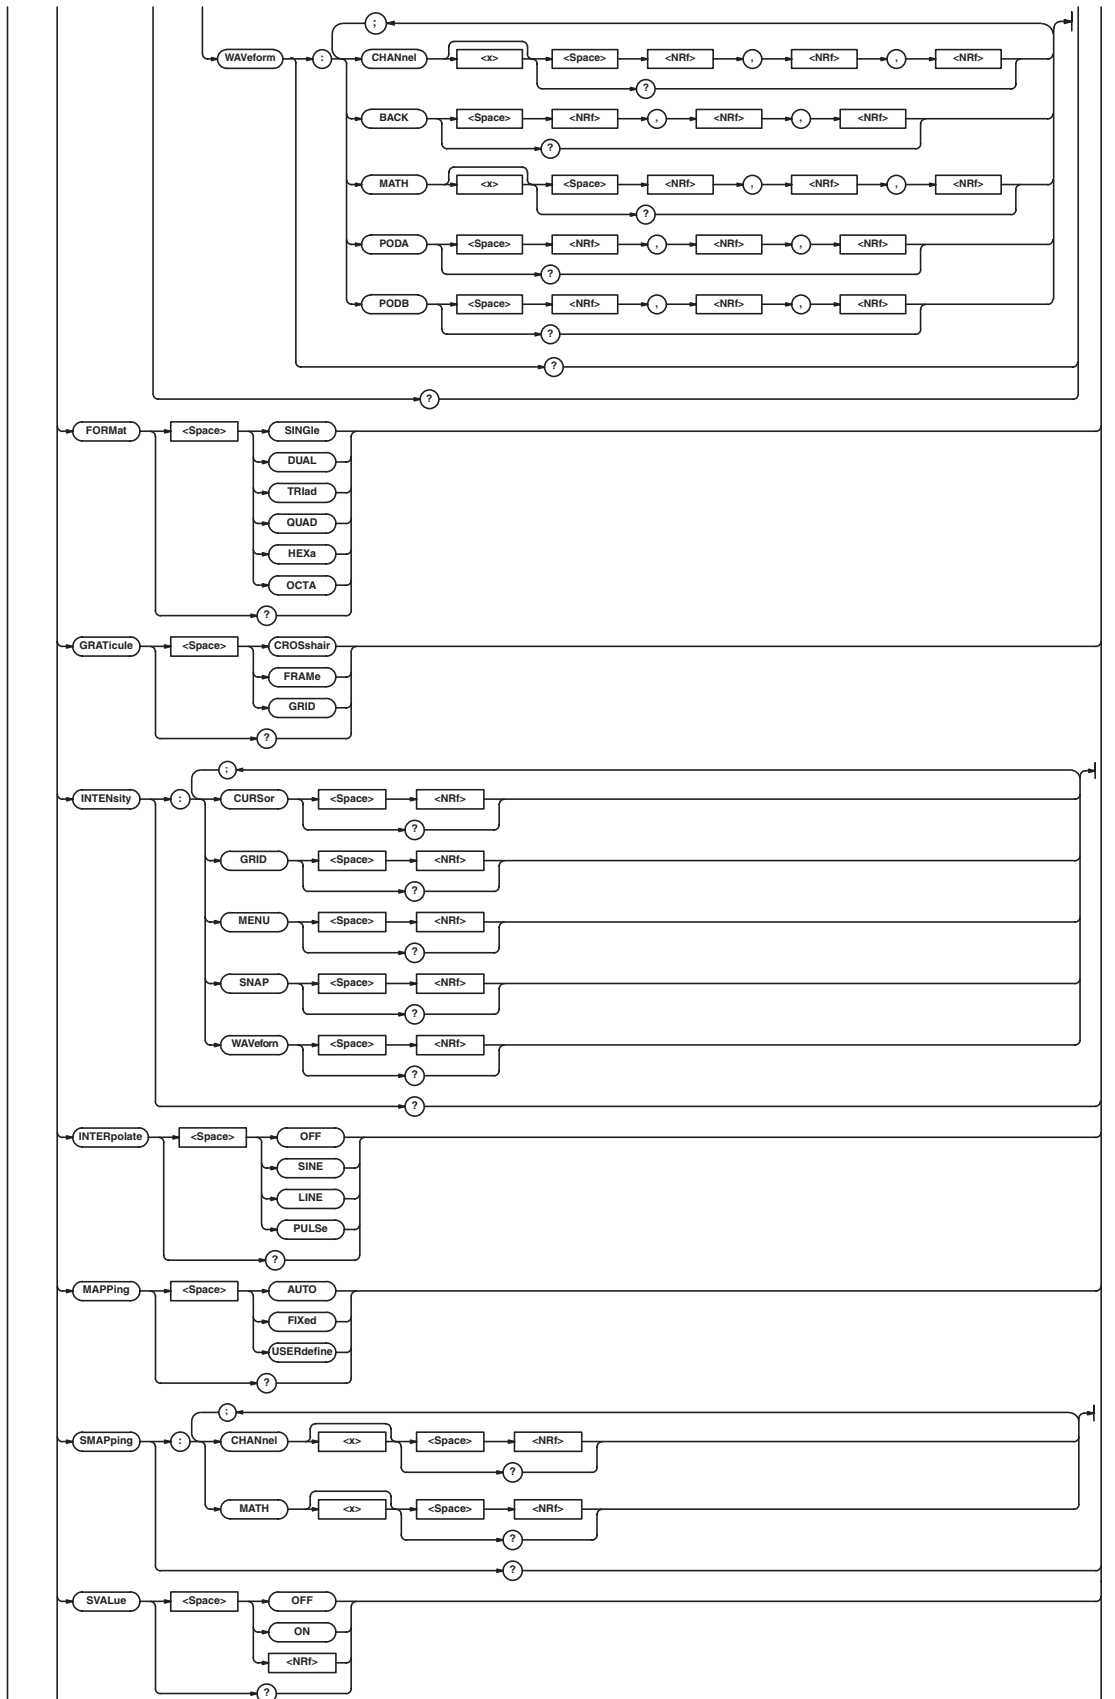 ;
WAVeform : CHANnel <x> <Space> <NRf> , <NRf> , <NRf>
?
BACK <Space> <NRf> , <NRf> , <NRf>
?
MATH <x> <Space> <NRf> , <NRf> , <NRf>
?
PODA <Space> <NRf> , <NRf> , <NRf>
?
PODB <Space> <NRf> , <NRf> , <NRf>
?
?
?
FORMat <Space> SINGle
DUAL
TRIad
QUAD
HEXa
OCTA
?
GRATicule <Space> CROSshair
FRAMe
GRID
?
;
INTENsity : CURSor <Space> <NRf>
?
GRID <Space> <NRf>
?
MENU <Space> <NRf>
?
SNAP <Space> <NRf>
?
WAVeforn <Space> <NRf>
?
?
INTERpolate <Space> OFF
SINE
LINE
PULSe
?
MAPPing <Space> AUTO
FIXed
USERdefine
?
;
SMAPping : CHANnel <x> <Space> <NRf>
?
MATH <x> <Space> <NRf>
?
?
SVALue <Space> OFF
ON
<NRf>
?